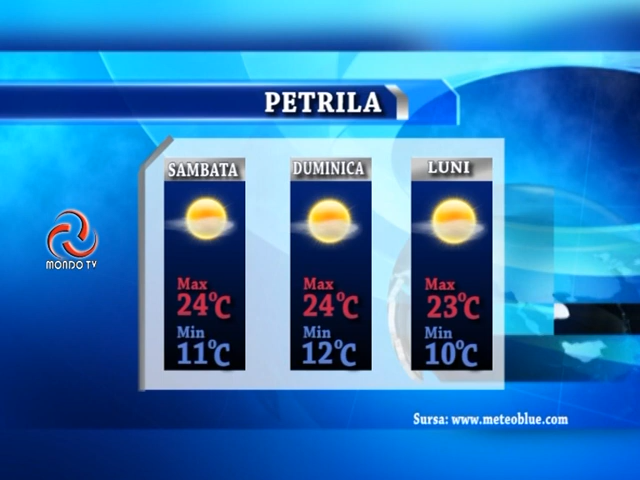 PETRILA
SAMBATA
DUMINICA
LUNI
Max
24°C
Min
11°C
Max
24°C
Min
12°C
Max
23°C
Min
10°C
MONDO TV
Sursa: www.meteoblue.com